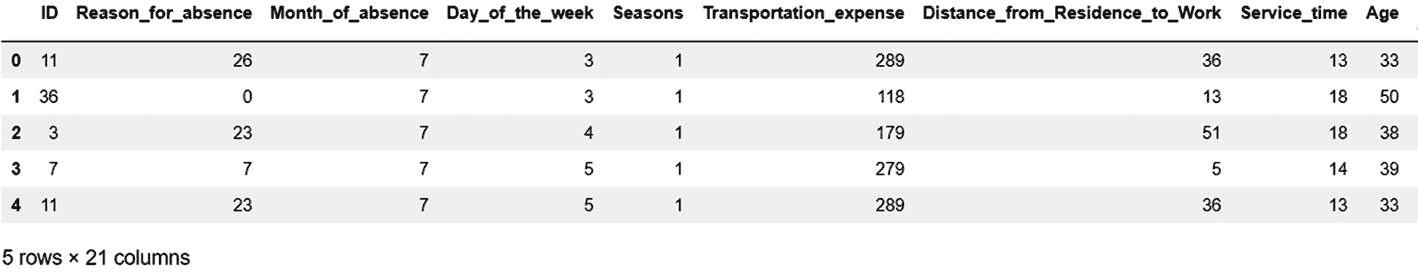 ID Reason_for_absence Month_of_absence Day_of_the_week Seasons Transportation_expense Distance_from_Residence_to_Work Service_time Age
0 11 26 7 3 1 289 36 13 33
1 36 0 7 3 1 118 13 18 50
2 3 23 7 4 1 179 51 18 38
3 7 7 7 5 1 279 5 14 39
4 11 23 7 5 1 289 36 13 33
5 rows × 21 columns